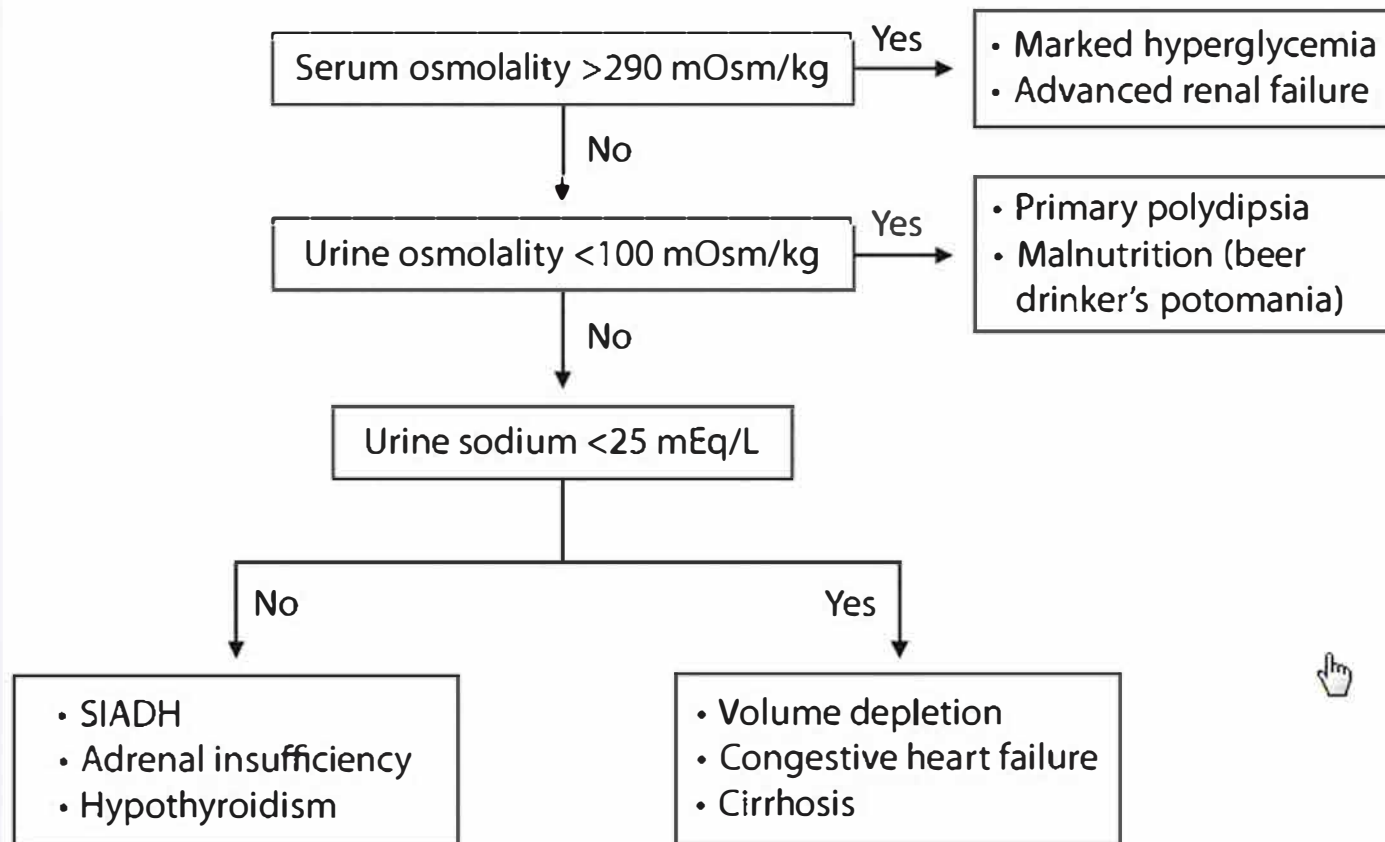 Serum osmolality >290 mOsm/kg
Yes
• Marked hyperglycemia
• Advanced renal failure
No
Urine osmolality <100 mOsm/kg
Yes
• Primary polydipsia
• Malnutrition (beer
drinker's potomania)
No
Urine sodium <25 mEq/L
No
Yes
• SIADH
• Adrenal insufficiency
• Hypothyroidism
• Volume depletion
• Congestive heart failure
• Cirrhosis